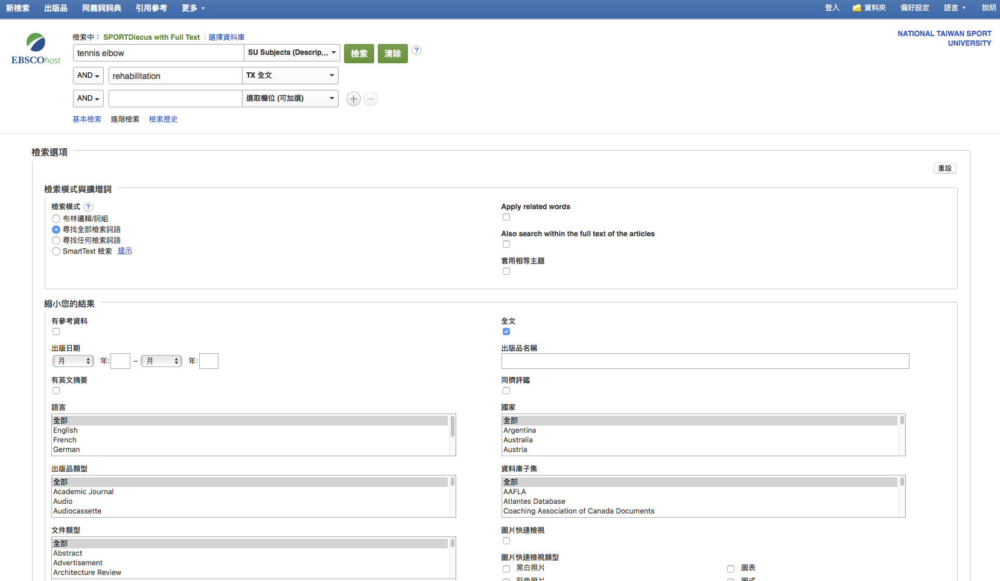 新檢索 出版品 同義詞詞典 引用參考 更多 登入 資料夾 偏好設定 語言 說明
檢索中： SPORTDiscus with Full Text 選擇資料庫
NATIONAL TAIWAN SPORT
UNIVERSITY
EBSCOhost
tennis elbow SU Subjects (Descrip... 檢索 清除 ?
AND rehabilitation TX 全文
AND 選取欄位 (可加選)
基本檢索 進階檢索 檢索歷史
檢索選項
重設
檢索模式與擴增詞
檢索模式 ?
布林邏輯/詞組
尋找全部檢索詞語
尋找任何檢索詞語
SmartText 檢索 提示
Apply related words
Also search within the full text of the articles
套用相等主題
縮小您的結果
有參考資料
全文
出版日期
月 年: – 月 年:
出版品名稱
有英文摘要
同儕評鑑
語言
全部
English
French
German
國家
全部
Argentina
Australia
Austria
出版品類型
全部
Academic Journal
Audio
Audiocassette
資料庫子集
全部
AAFLA
Atlantes Database
Coaching Association of Canada Documents
文件類型
全部
Abstract
Advertisement
Architecture Review
圖片快速檢視
圖片快速檢視類型
黑白照片 圖表
彩色照片 圖式